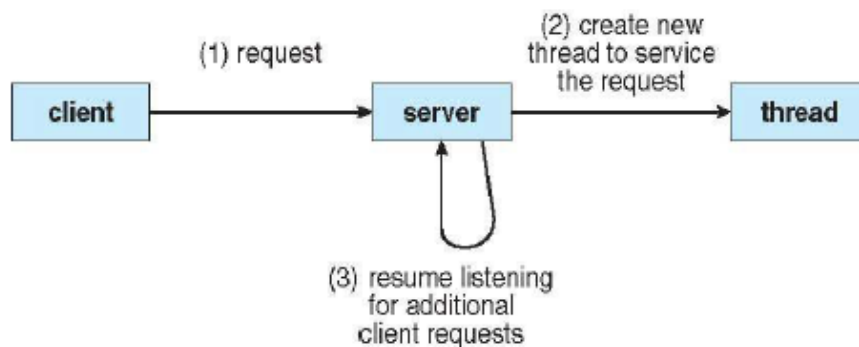 (1) request
(2) create new
thread to service
the request
client
server
thread
(3) resume listening
for additional
client requests